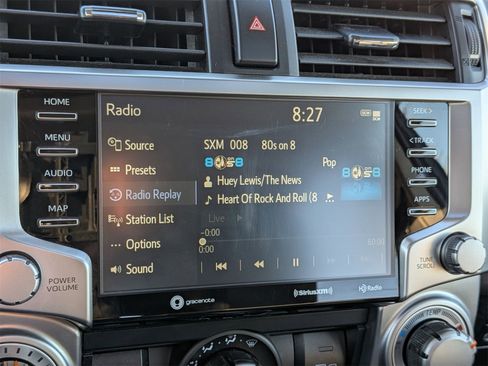 HOME
MENU
AUDIO
MAP
POWER
VOLUME
Radio
8:27
Source
SXM 008 80s on 8
Presets
Pop
Radio Replay
Huey Lewis/The News
Heart Of Rock And Roll (8
Station List
Live
-0:00
0:00
60:00
Options
Sound
gracenote
SiriusXM
HD Radio
SEEK >
< TRACK
PHONE
APPS
TUNE
SCROLL
TEMP